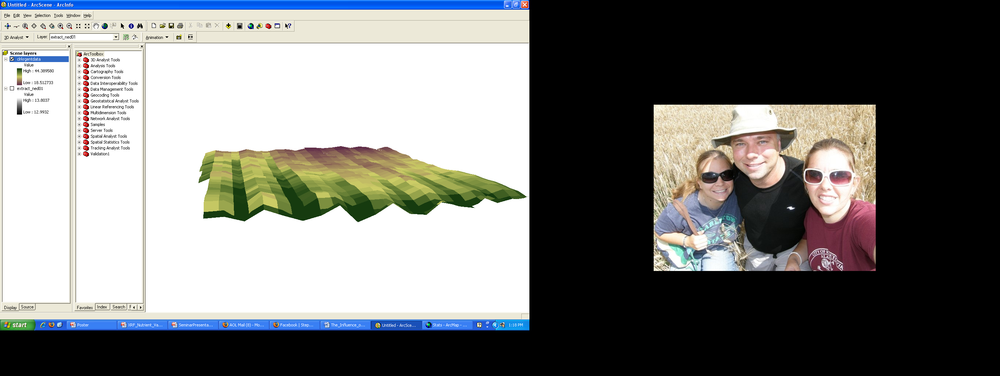 Untitled - ArcScene - ArcInfo
File Edit View Selection Tools Window Help
3D Analyst Layer: extract_ned01 Animation
Scene layers
clrkrgentdata
Value
High : 44.389580
Low : 18.512733
extract_ned01
Value
High : 13.8037
Low : 12.9932
Display Source
ArcToolbox
3D Analyst Tools
Analysis Tools
Cartography Tools
Conversion Tools
Data Interoperability Tools
Data Management Tools
Geocoding Tools
Geostatistical Analyst Tools
Linear Referencing Tools
Multidimension Tools
Network Analyst Tools
Samples
Server Tools
Spatial Analyst Tools
Spatial Statistics Tools
Tracking Analyst Tools
Validation1
Favorites Index Search
start Poster XRF_Nutrient_Va... SeminarPresenta... AOL Mail (8) - Mo... Facebook | Step... The_Influence_o... Untitled - ArcSce... Stats - ArcMap - ... 1:18 PM
CITY OF
ALA